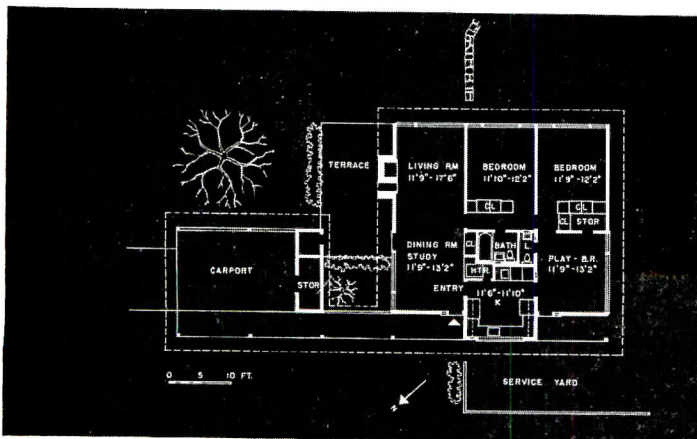 TERRACE
LIVING RM
11'9"-17'6"
BEDROOM
11'10"-12'2"
BEDROOM
11'9"-12'2"
CL
CL
CL
STOR
CARPORT
STOR
DINING RM
STUDY
11'9"-13'2"
ENTRY
CL
BATH
L
HTR
11'6"-11'10"
K
PLAY-B.R.
11'9"-13'2"
0 5 10 FT.
N
SERVICE YARD